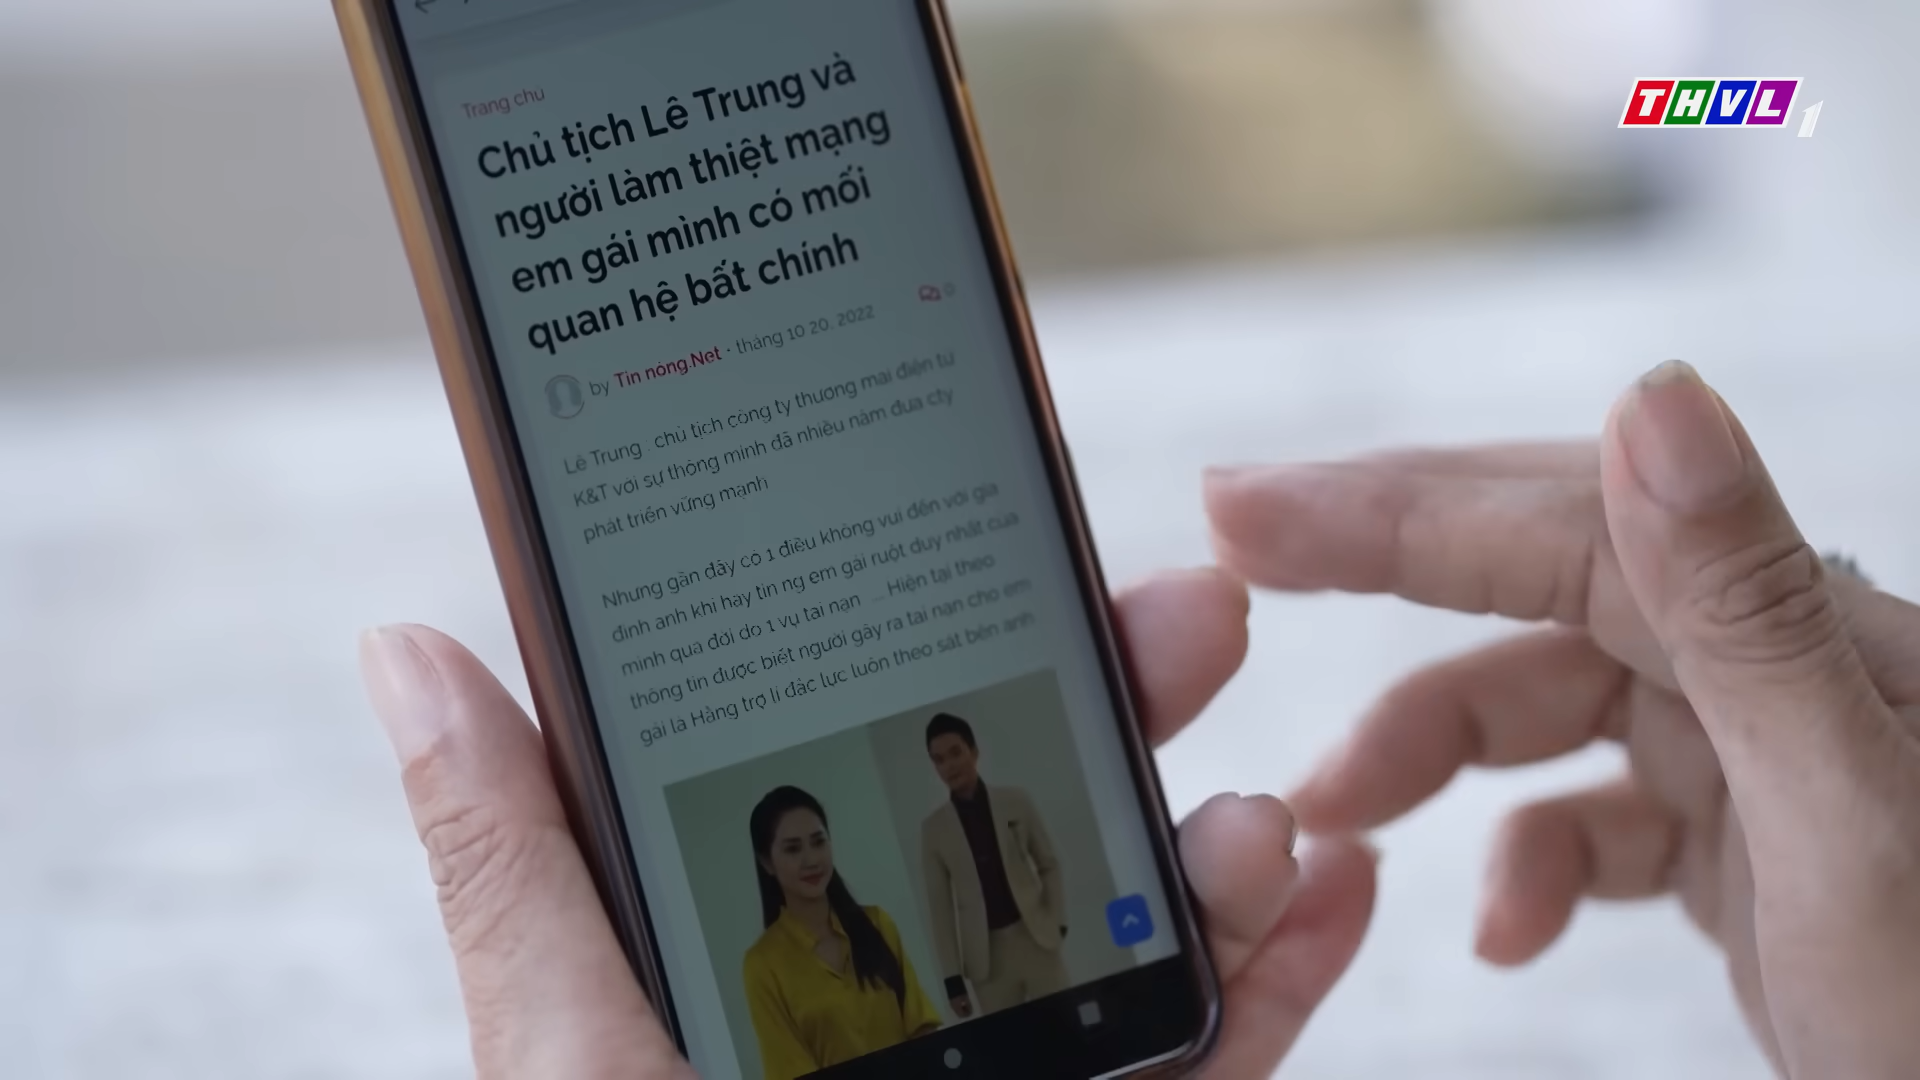 THVL1
Trang chủ
Chủ tịch Lê Trung và
người làm thiệt mạng
em gái mình có mối
quan hệ bất chính
by Tin nóng.Net - tháng 10 20, 2022
0
Lê Trung . chủ tịch công ty thương mai điện tử
K&T với sự thông minh đã nhiều năm đưa cty
phát triển vững mạnh
Nhưng gần đây có 1 điều không vui đến với gia
đình anh khi hay tin ng em gái ruột duy nhất của
mình qua đời do 1 vụ tai nạn ....Hiện tại theo
thông tin được biết người gây ra tai nạn cho em
gái là Hằng trợ lí đắc lực luôn theo sát bên anh